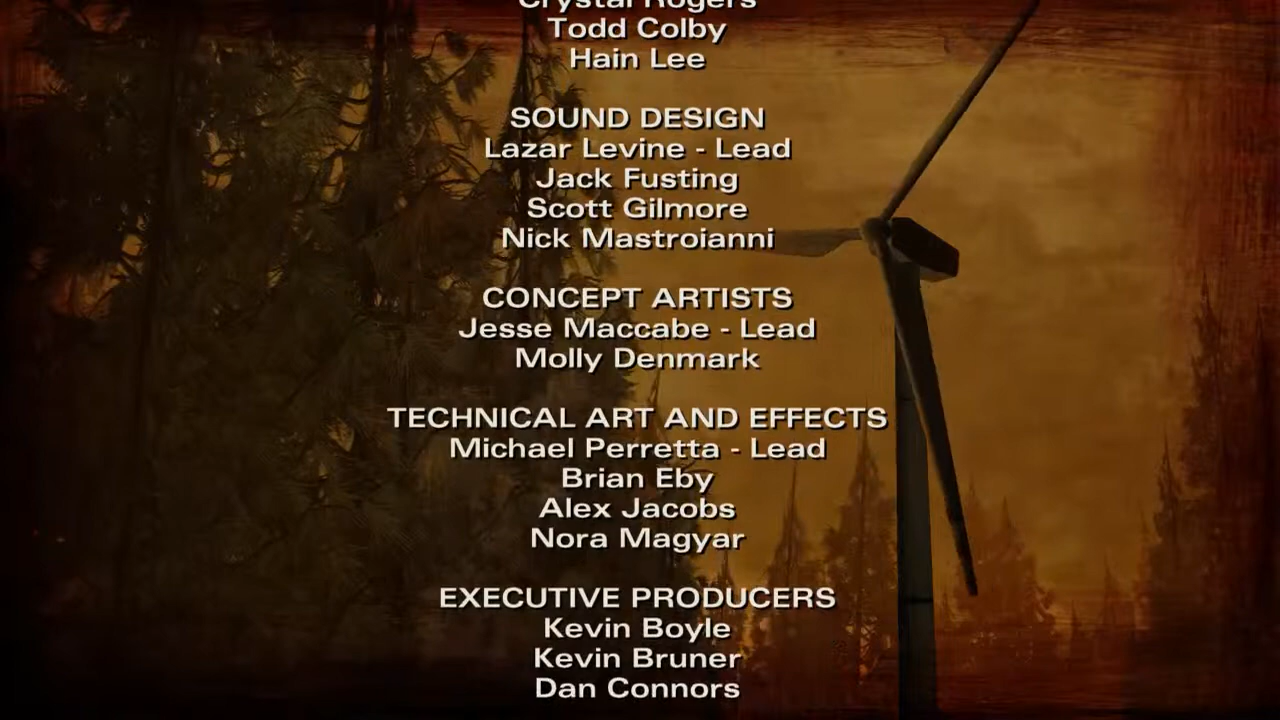 Crystal Rogers
Todd Colby
Hain Lee
SOUND DESIGN
Lazar Levine - Lead
Jack Fusting
Scott Gilmore
Nick Mastroianni
CONCEPT ARTISTS
Jesse Maccabe - Lead
Molly Denmark
TECHNICAL ART AND EFFECTS
Michael Perretta - Lead
Brian Eby
Alex Jacobs
Nora Magyar
EXECUTIVE PRODUCERS
Kevin Boyle
Kevin Bruner
Dan Connors